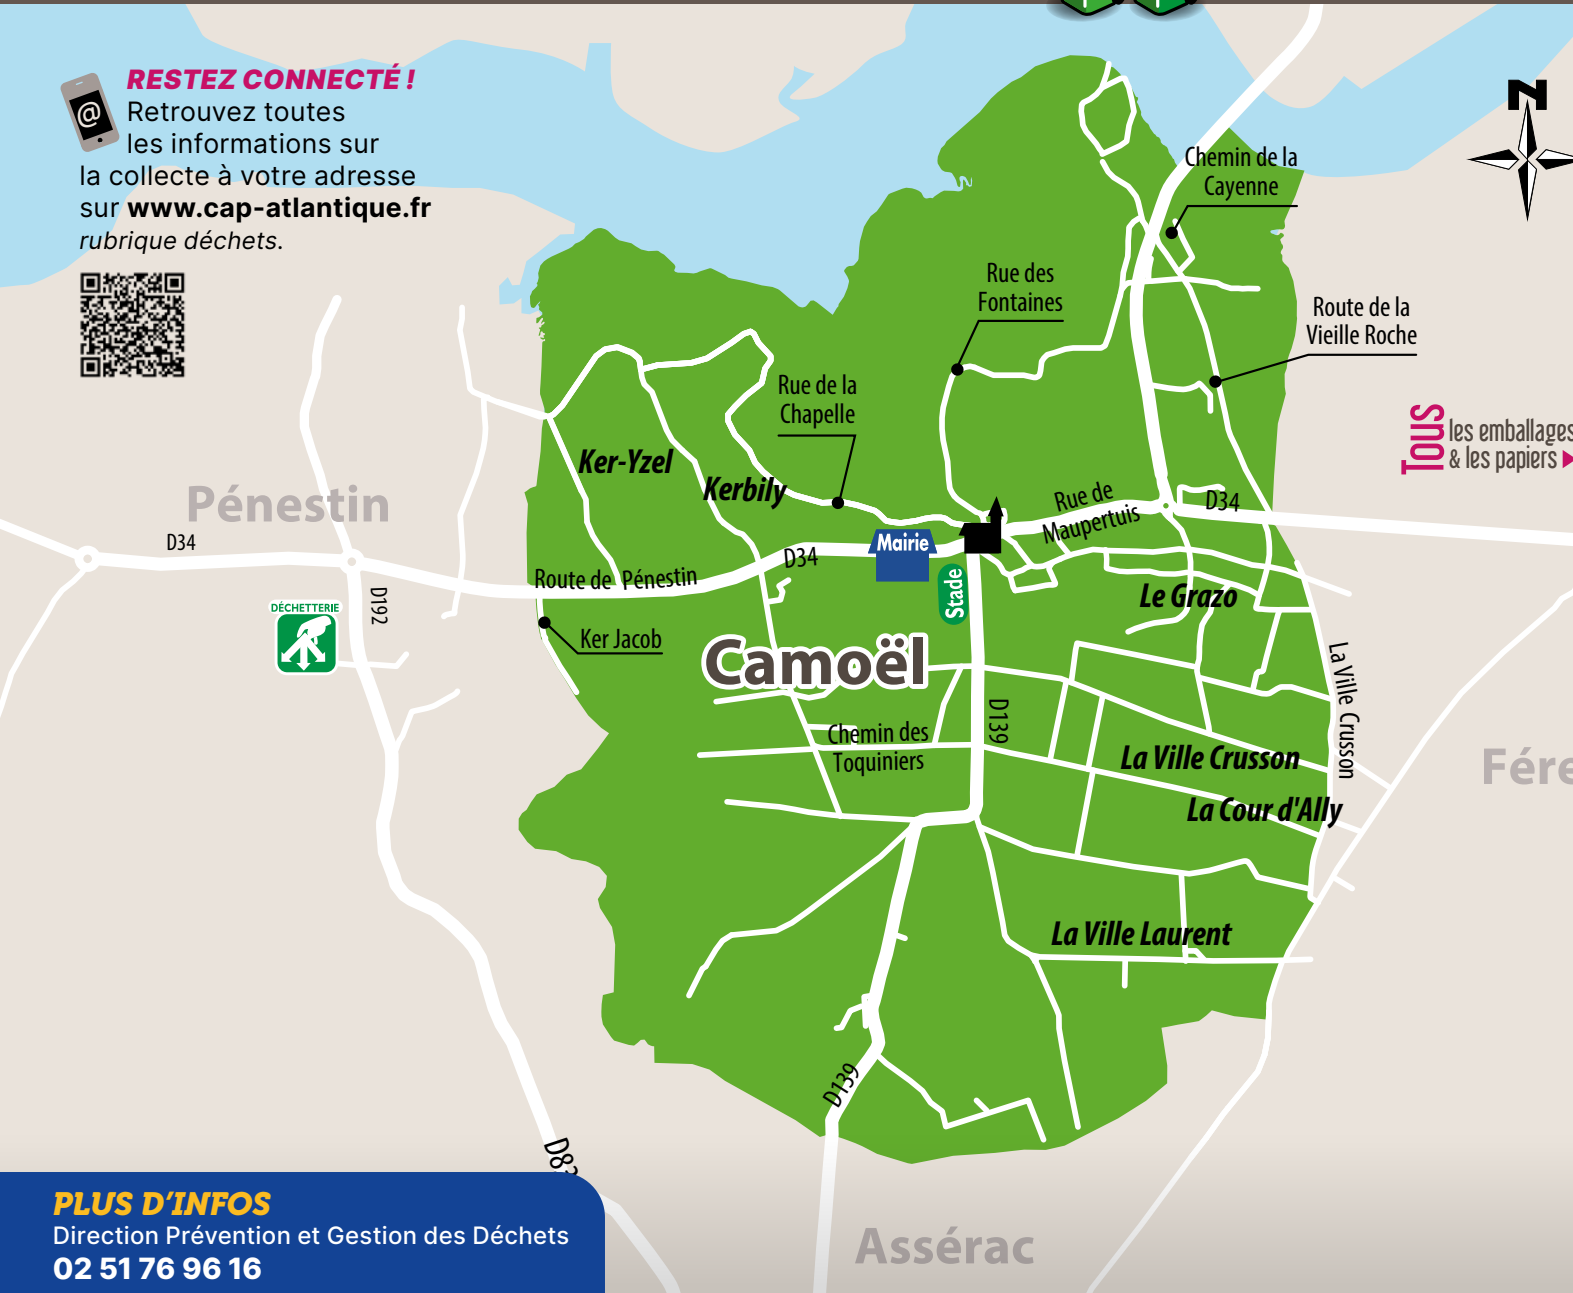 RESTEZ CONNECTÉ !
@
Retrouvez toutes
les informations sur
la collecte à votre adresse
sur www.cap-atlantique.fr
rubrique déchets.
N
Chemin de la
Cayenne
Rue des
Fontaines
Route de la
Vieille Roche
Rue de la
Chapelle
Tous
les emballages
& les papiers
Ker-Yzel
Kerbily
Pénestin
Rue de
Maupertuis
D34
D34
Mairie
D34
Route de Pénestin
Stade
D192
DÉCHETTERIE
Le Grazo
Ker Jacob
Camoël
La Ville Crusson
D139
Chemin des
Toquiniers
La Ville Crusson
La Cour d'Ally
La Ville Laurent
D139
Assérac
PLUS D'INFOS
Direction Prévention et Gestion des Déchets
02 51 76 96 16